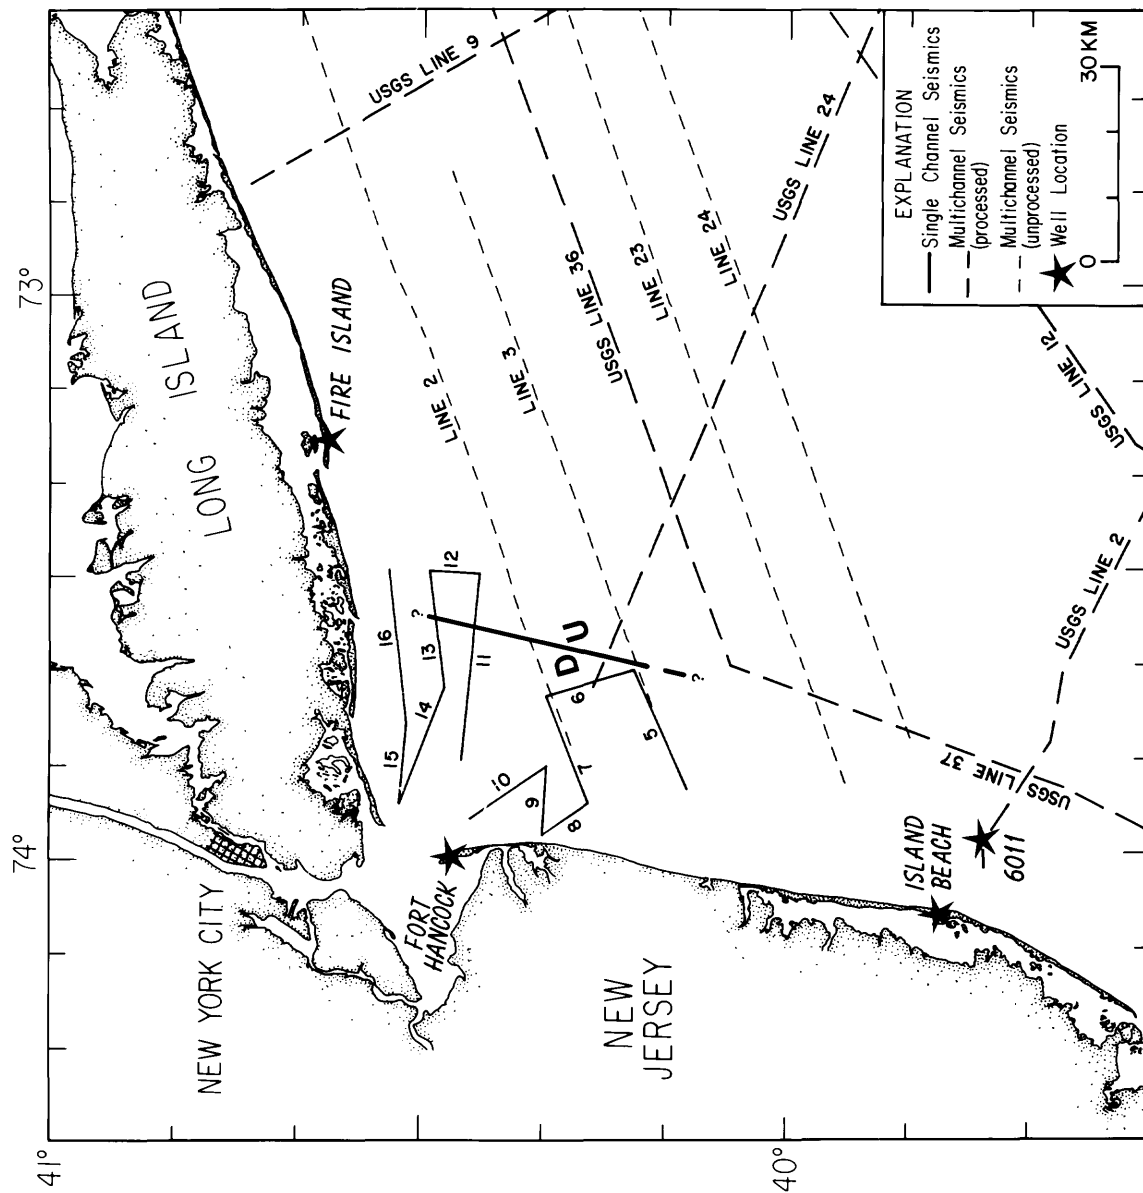 41°
40°
74°
73°
NEW YORK CITY
LONG ISLAND
FIRE ISLAND
FORT
HANCOCK
NEW
JERSEY
ISLAND
BEACH
6011
USGS LINE 9
LINE 2
LINE 3
USGS LINE 36
LINE 23
LINE 24
USGS LINE 24
USGS LINE 12
USGS LINE 2
USGS LINE 37
16
15
14
13
12
11
10
9
8
7
6
5
?
D U
?
EXPLANATION
Single Channel Seismics
Multichannel Seismics
(processed)
Multichannel Seismics
(unprocessed)
Well Location
0 30 KM